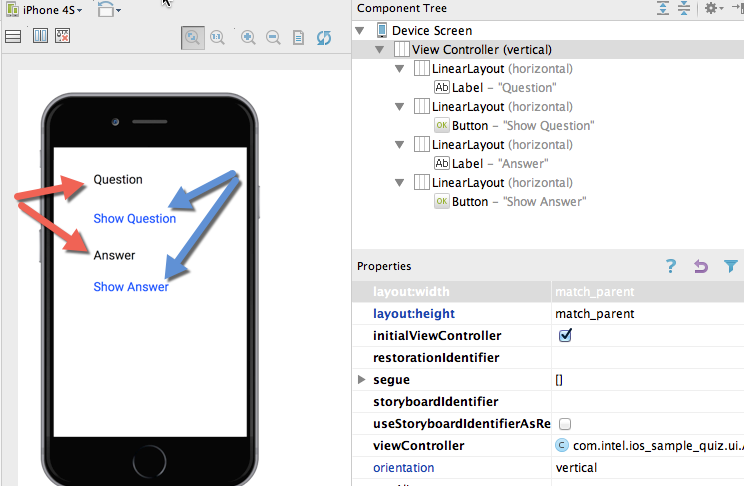 iPhone 4S
1:1
Question
Show Question
Answer
Show Answer
Component Tree
Device Screen
View Controller (vertical)
LinearLayout (horizontal)
Ab Label – "Question"
LinearLayout (horizontal)
OK Button – "Show Question"
LinearLayout (horizontal)
Ab Label – "Answer"
LinearLayout (horizontal)
OK Button – "Show Answer"
Properties
?
layout:width match_parent
layout:height match_parent
initialViewController
restorationIdentifier
segue []
storyboardIdentifier
useStoryboardIdentifierAsRe
viewController C com.intel.ios_sample_quiz.ui.
orientation vertical